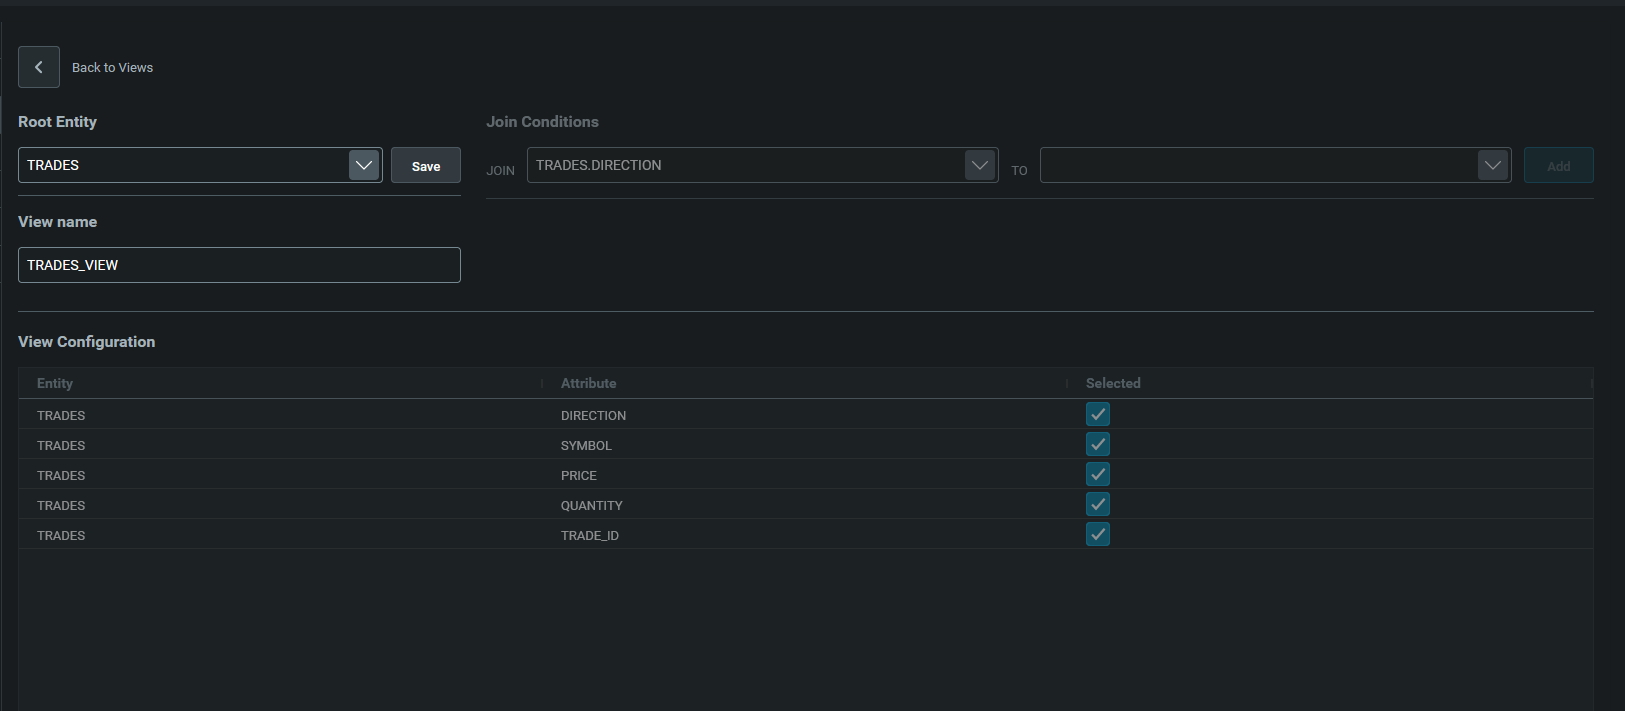 Back to Views
Root Entity
TRADES
Save
Join Conditions
JOIN
TRADES.DIRECTION
TO
Add
View name
TRADES_VIEW
View Configuration
Entity Attribute Selected
TRADES DIRECTION
TRADES SYMBOL
TRADES PRICE
TRADES QUANTITY
TRADES TRADE_ID